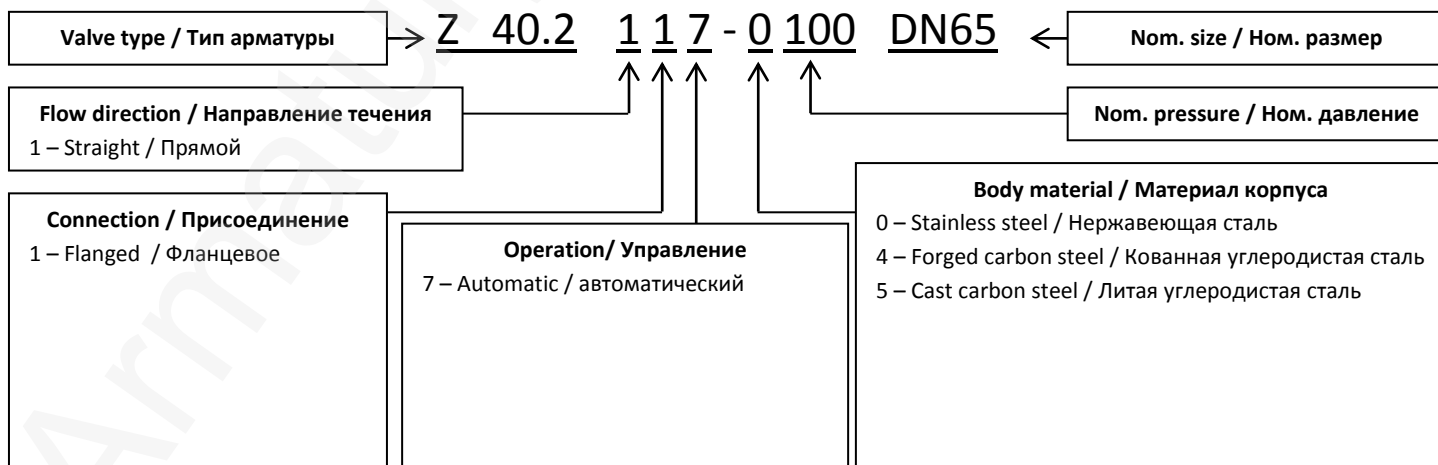 Valve type / Тип арматуры
Z 40.2 1 1 7 - 0 100 DN65
Nom. size / Ном. размер
Flow direction / Направление течения
1 – Straight / Прямой
Nom. pressure / Ном. давление
Connection / Присоединение
1 – Flanged / Фланцевое
Operation/ Управление
7 – Automatic / автоматический
Body material / Материал корпуса
0 – Stainless steel / Нержавеющая сталь
4 – Forged carbon steel / Кованная углеродистая сталь
5 – Cast carbon steel / Литая углеродистая сталь